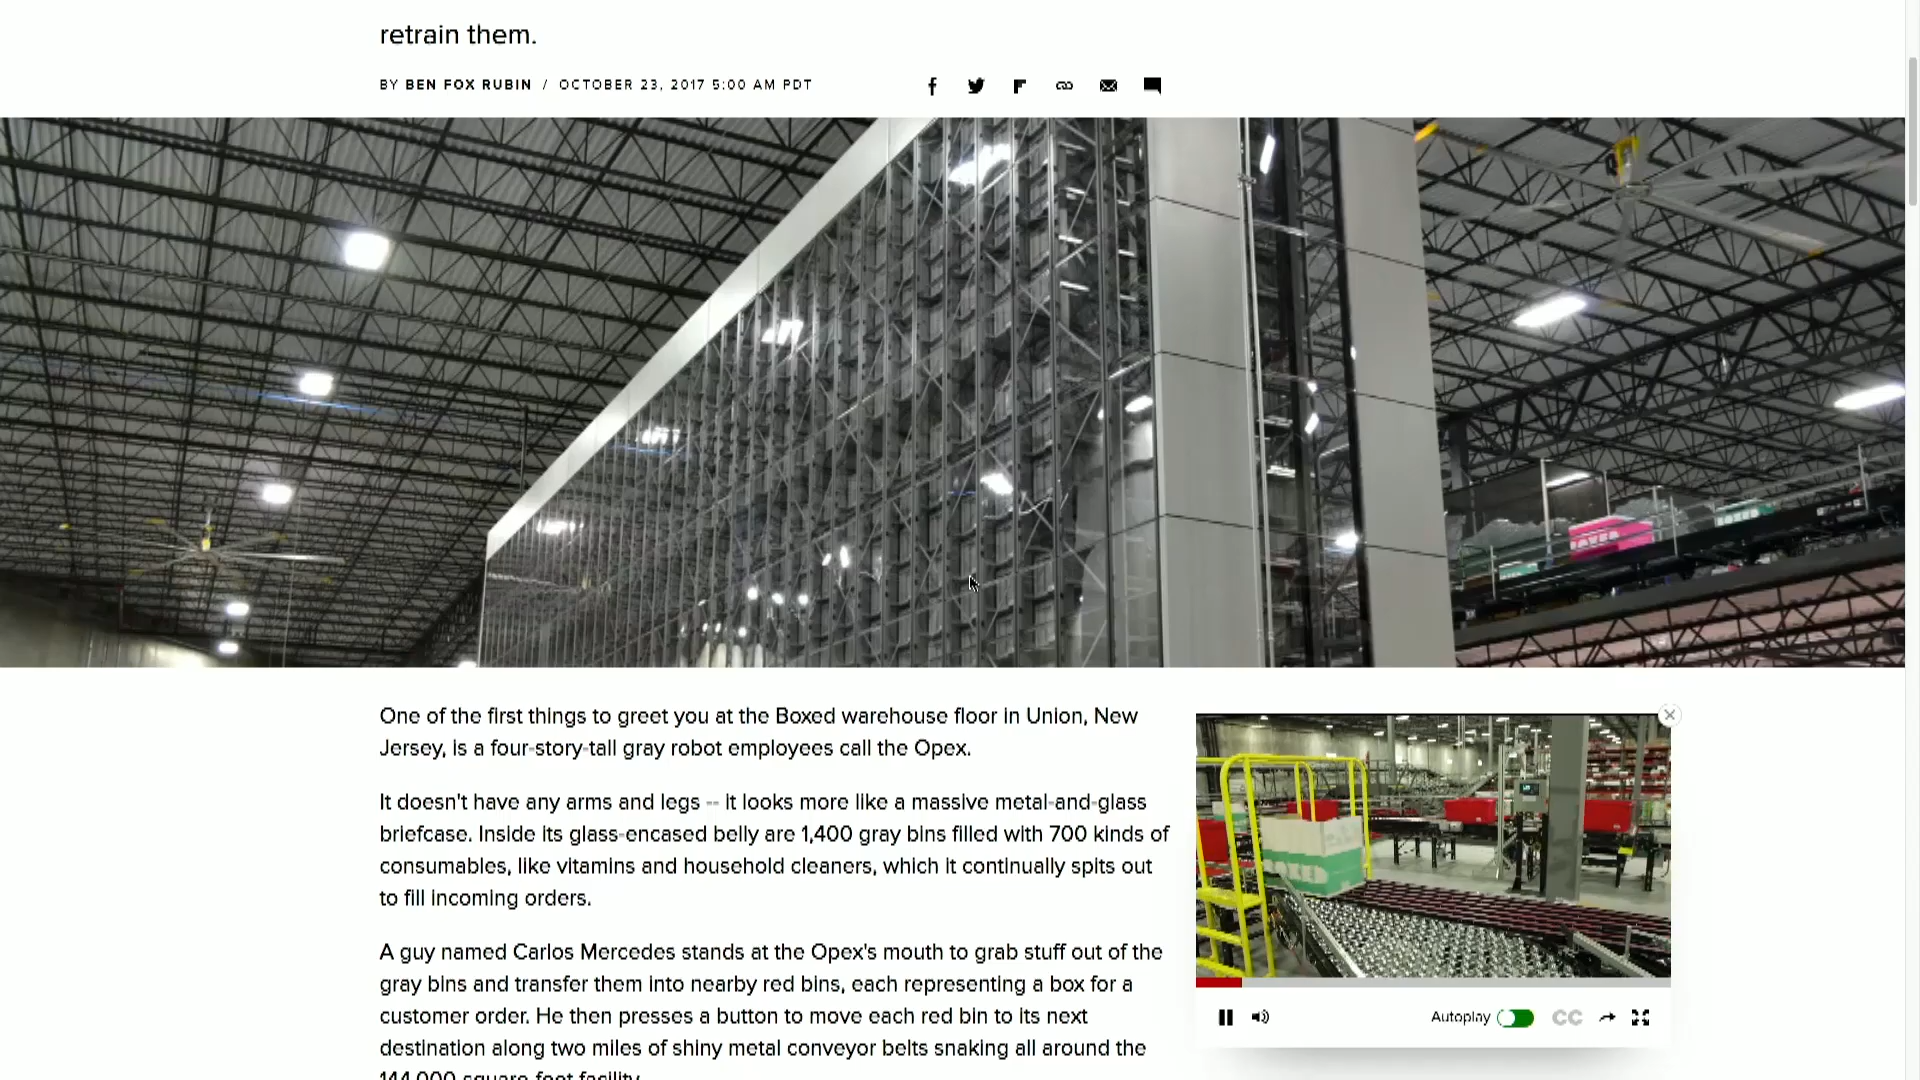 retrain them.
BY BEN FOX RUBIN / OCTOBER 23, 2017 5:00 AM PDT
One of the first things to greet you at the Boxed warehouse floor in Union, New
Jersey, is a four-story-tall gray robot employees call the Opex.
It doesn't have any arms and legs -- it looks more like a massive metal-and-glass
briefcase. Inside its glass-encased belly are 1,400 gray bins filled with 700 kinds of
consumables, like vitamins and household cleaners, which it continually spits out
to fill incoming orders.
A guy named Carlos Mercedes stands at the Opex's mouth to grab stuff out of the
gray bins and transfer them into nearby red bins, each representing a box for a
customer order. He then presses a button to move each red bin to its next
destination along two miles of shiny metal conveyor belts snaking all around the
144,000-square-foot facility.
Autoplay CC